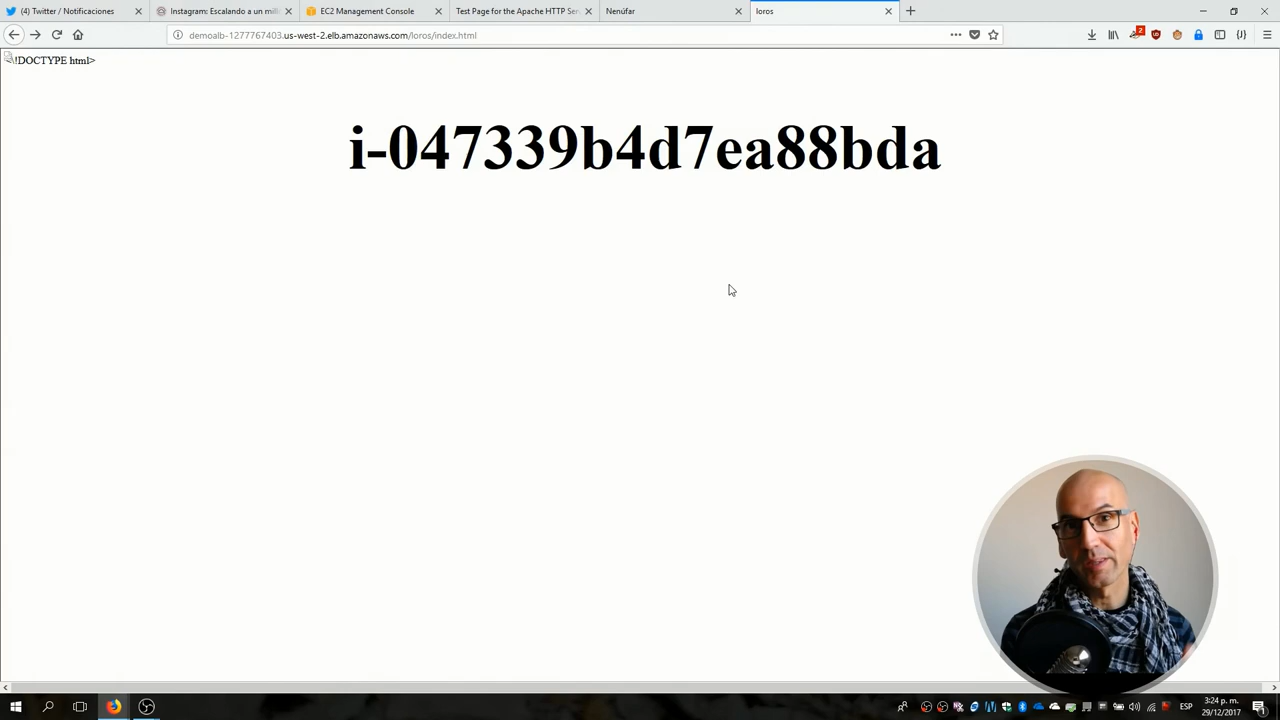 (4) Twitter / Notificaciones
Instagram: Escalando a un mill
EC2 Management Console
Test Page for the Apache HTTP Ser
Nenúfar
loros
demoalb-1277767403.us-west-2.elb.amazonaws.com/loros/index.html
2
!DOCTYPE html>
i-047339b4d7ea88bda
ESP
3:24 p. m.
29/12/2017
1